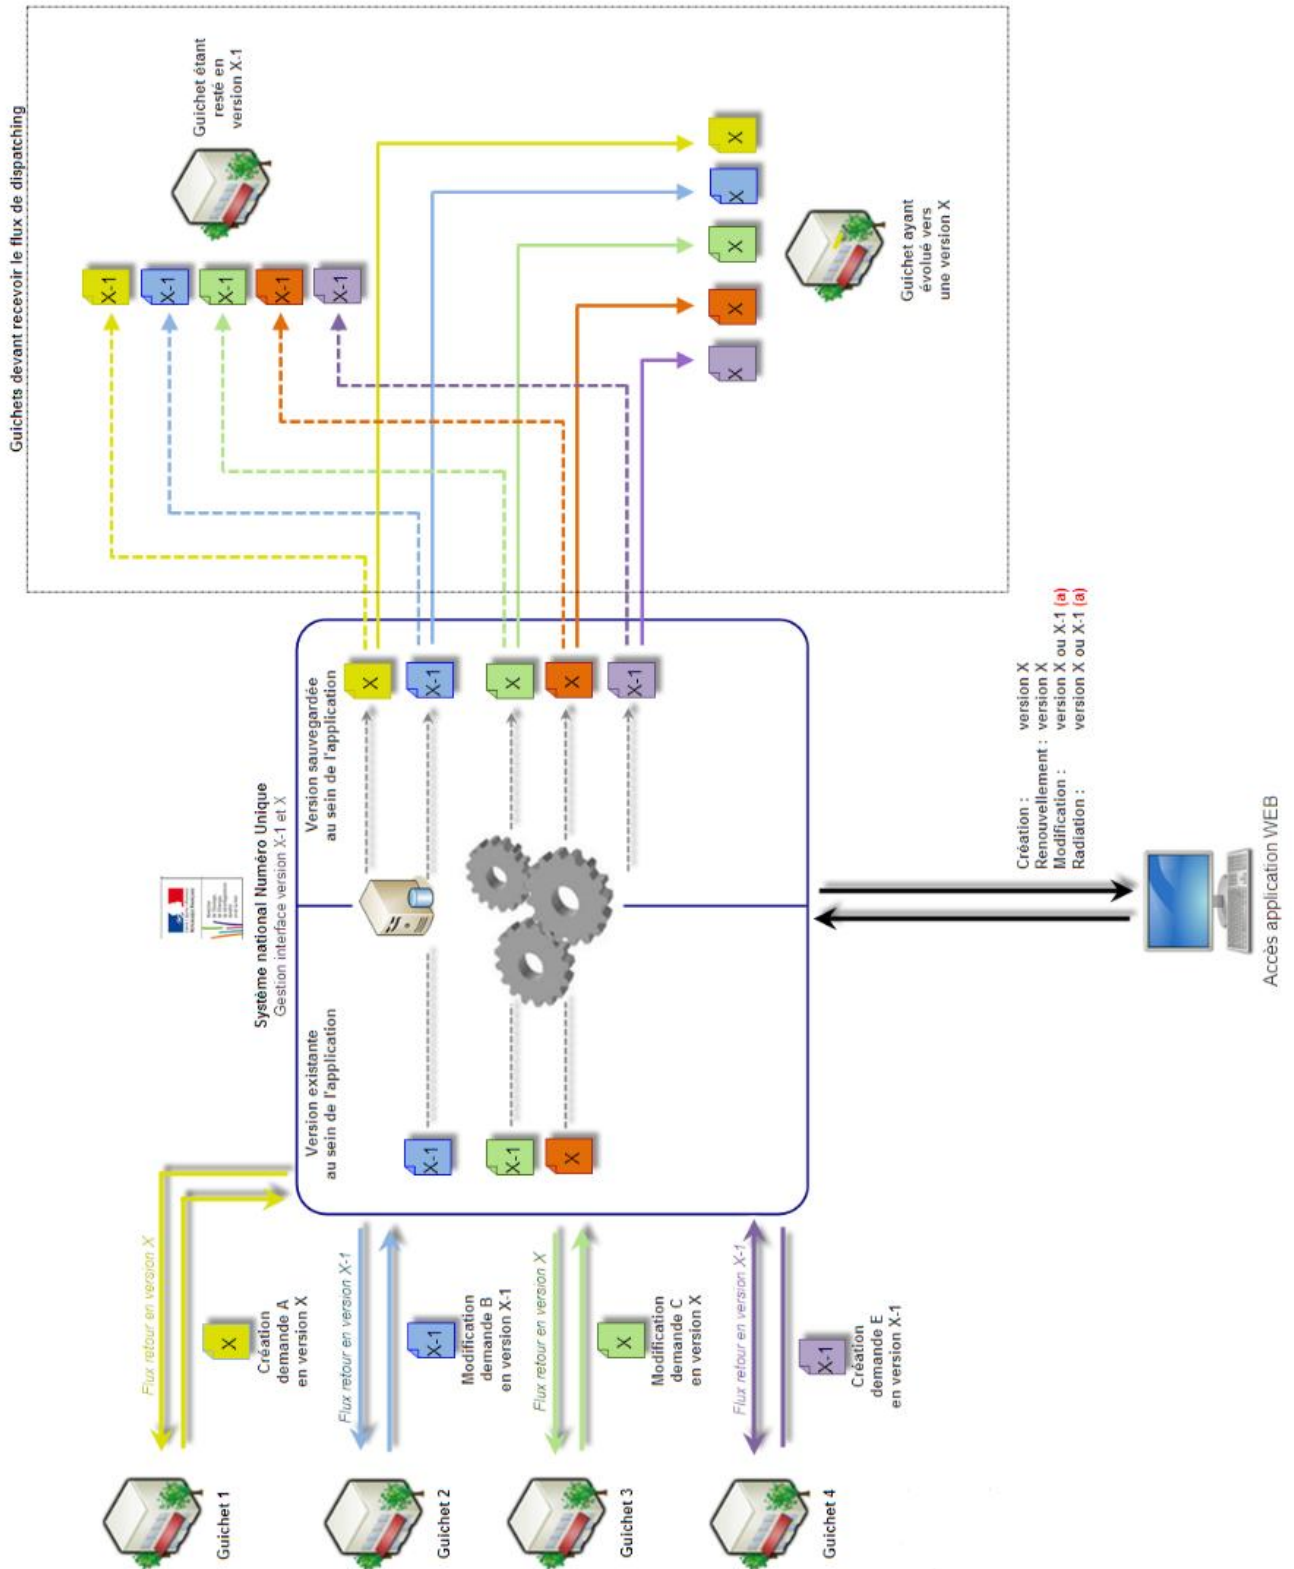 Guichets devant recevoir le flux de dispatching
Guichet étant
resté en
version X-1
X-1
X-1
X-1
X-1
X-1
X
X
X
X
X
Guichet ayant
évolué vers
une version X
Système national Numéro Unique
Gestion interface version X-1 et X
Version existante
au sein de l'application
Version sauvegardée
au sein de l'application
X-1
X-1
X
X
X-1
X
X
X-1
Guichet 1
Flux retour en version X
X
Création
demande A
en version X
Guichet 2
Flux retour en version X-1
X-1
Modification
demande B
en version X-1
Guichet 3
Flux retour en version X
X
Modification
demande C
en version X
Guichet 4
Flux retour en version X-1
X-1
Création
demande E
en version X-1
Création : version X
Renouvellement : version X
Modification : version X ou X-1 (a)
Radiation : version X ou X-1 (a)
Accès application WEB